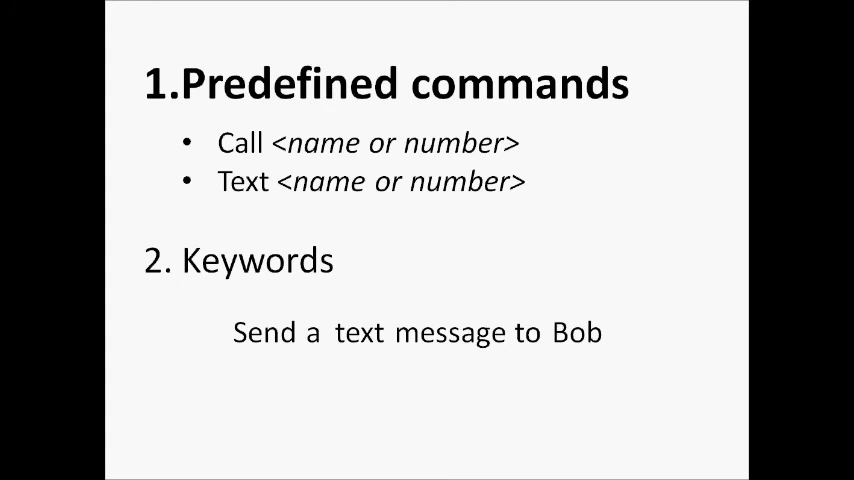 1.Predefined commands
• Call <name or number>
• Text <name or number>
2. Keywords
Send a text message to Bob